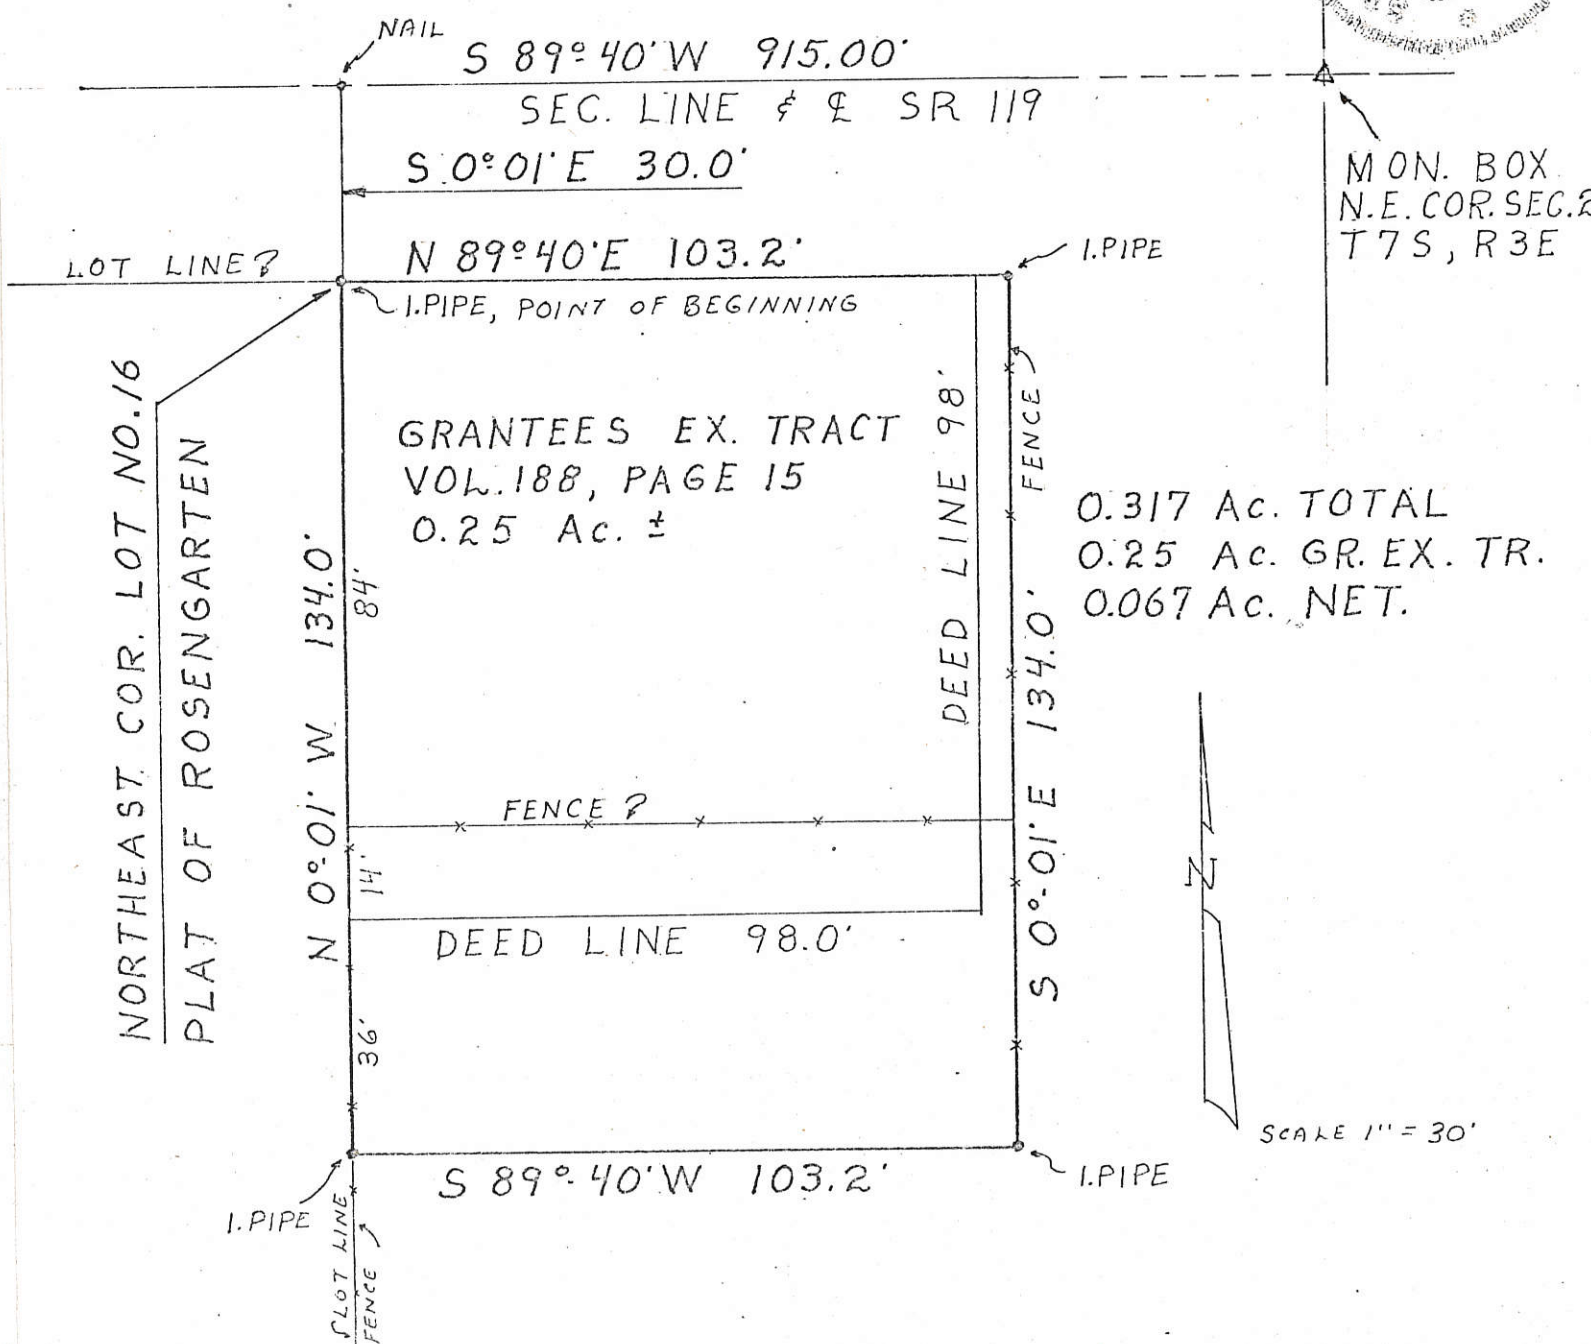 NAIL
S 89° 40' W 915.00'
SEC. LINE & ℄ SR 119
S 0° 01' E 30.0'
MON. BOX
N.E. COR. SEC. 2
T7S, R3E
LOT LINE?
N 89° 40' E 103.2'
I.PIPE
I.PIPE, POINT OF BEGINNING
NORTHEAST COR. LOT NO. 16
PLAT OF ROSENGARTEN
GRANTEES EX. TRACT
VOL. 188, PAGE 15
0.25 Ac. ±
DEED LINE 98'
FENCE
0.317 Ac. TOTAL
0.25 Ac. GR. EX. TR.
0.067 Ac. NET.
N 0°-01' W 134.0'
84'
S 0°-01' E 134.0'
FENCE ?
14'
DEED LINE 98.0'
N
36'
SCALE 1" = 30'
S 89° 40' W 103.2'
I.PIPE
I.PIPE
LOT LINE
FENCE